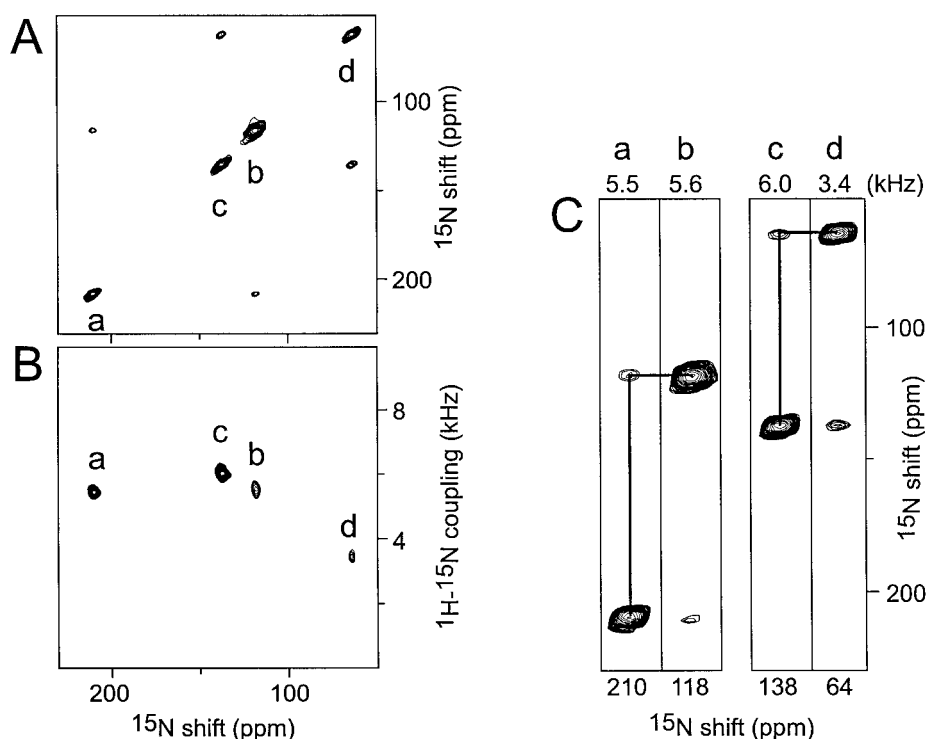 A
d
b
c
a
100
200
¹⁵N shift (ppm)
B
a
c
b
d
8
4
¹H-¹⁵N coupling (kHz)
200 100
¹⁵N shift (ppm)
C
a b c d
5.5 5.6 6.0 3.4 (kHz)
100
200
¹⁵N shift (ppm)
210 118 138 64
¹⁵N shift (ppm)